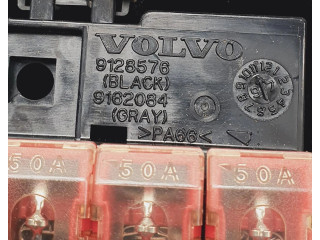 VOLVO
9128576
(BLACK)
9162084
(GRAY)
>PA66<
50A
50A
50A